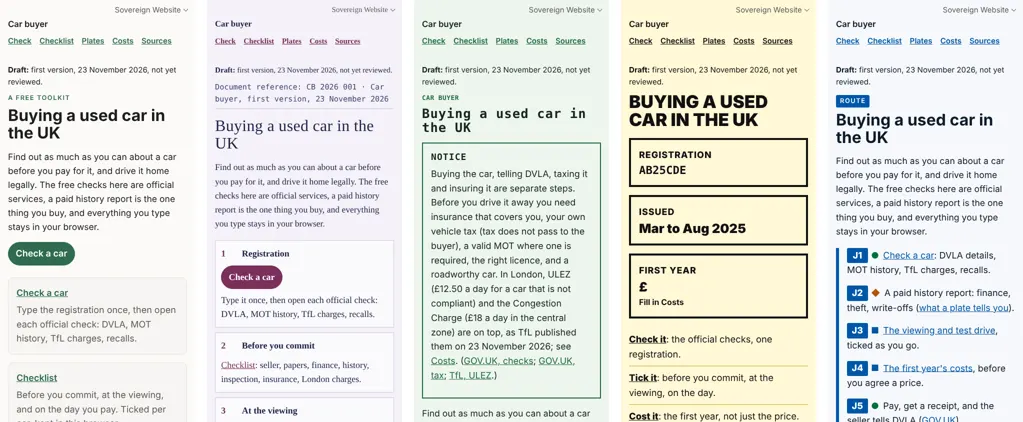 Sovereign Website
Car buyer
Check Checklist Plates Costs Sources
Draft: first version, 23 November 2026, not yet
reviewed.
A FREE TOOLKIT
Buying a used car in
the UK
Find out as much as you can about a car
before you pay for it, and drive it home
legally. The free checks here are official
services, a paid history report is the one
thing you buy, and everything you type
stays in your browser.
Check a car
Check a car
Type the registration once, then open
each official check: DVLA, MOT
history, TfL charges, recalls.
Checklist
Before you commit, at the viewing,
and on the day you pay. Ticked per
Sovereign Website
Car buyer
Check Checklist Plates Costs Sources
Draft: first version, 23 November 2026, not yet reviewed.
Document reference: CB 2026 001 · Car
buyer, first version, 23 November 2026
Buying a used car in the
UK
Find out as much as you can about a car before
you pay for it, and drive it home legally. The free
checks here are official services, a paid history
report is the one thing you buy, and everything
you type stays in your browser.
1 Registration
Check a car
Type it once, then open each official check:
DVLA, MOT history, TfL charges, recalls.
2 Before you commit
Checklist: seller, papers, finance, history,
inspection, insurance, London charges.
3 At the viewing
Sovereign Website
Car buyer
Check Checklist Plates Costs Sources
Draft: first version, 23 November 2026, not yet
reviewed.
CAR BUYER
Buying a used car in
the UK
NOTICE
Buying the car, telling DVLA, taxing it
and insuring it are separate steps.
Before you drive it away you need
insurance that covers you, your own
vehicle tax (tax does not pass to the
buyer), a valid MOT where one is
required, the right licence, and a
roadworthy car. In London, ULEZ
(£12.50 a day for a car that is not
compliant) and the Congestion
Charge (£18 a day in the central
zone) are on top, as TfL published
them on 23 November 2026; see
Costs. (GOV.UK, checks; GOV.UK,
tax; TfL, ULEZ.)
Find out as much as you can about a car
Sovereign Website
Car buyer
Check Checklist Plates Costs Sources
Draft: first version, 23 November 2026, not yet
reviewed.
BUYING A USED
CAR IN THE UK
REGISTRATION
AB25CDE
ISSUED
Mar to Aug 2025
FIRST YEAR
£
Fill in Costs
Check it: the official checks, one
registration.
Tick it: before you commit, at the
viewing, on the day.
Cost it: the first year, not just the price.
Sovereign Website
Car buyer
Check Checklist Plates Costs Sources
Draft: first version, 23 November 2026, not yet
reviewed.
ROUTE
Buying a used car in
the UK
Find out as much as you can about a car
before you pay for it, and drive it home
legally. The free checks here are official
services, a paid history report is the one
thing you buy, and everything you type
stays in your browser.
J1 Check a car: DVLA details,
MOT history, TfL charges, recalls.
J2 A paid history report: finance,
theft, write-offs (what a plate tells you).
J3 The viewing and test drive,
ticked as you go.
J4 The first year's costs, before
you agree a price.
J5 Pay, get a receipt, and the
seller tells DVLA (GOV.UK)